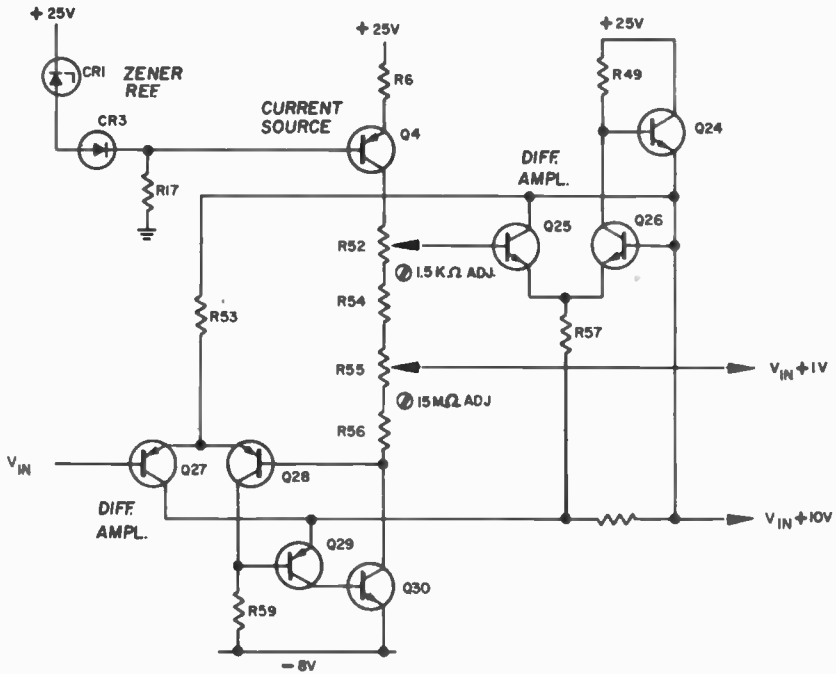 + 25V
CR1
ZENER
REF.
CR3
R17
CURRENT
SOURCE
+ 25V
R6
Q4
+25V
R49
Q24
DIFF.
AMPL.
Q25
Q26
R52
1.5KΩ ADJ.
R54
R53
R57
R55
15MΩ ADJ
VIN +1V
R56
VIN
Q27
Q28
DIFF.
AMPL.
VIN +10V
Q29
Q30
R59
- 8V